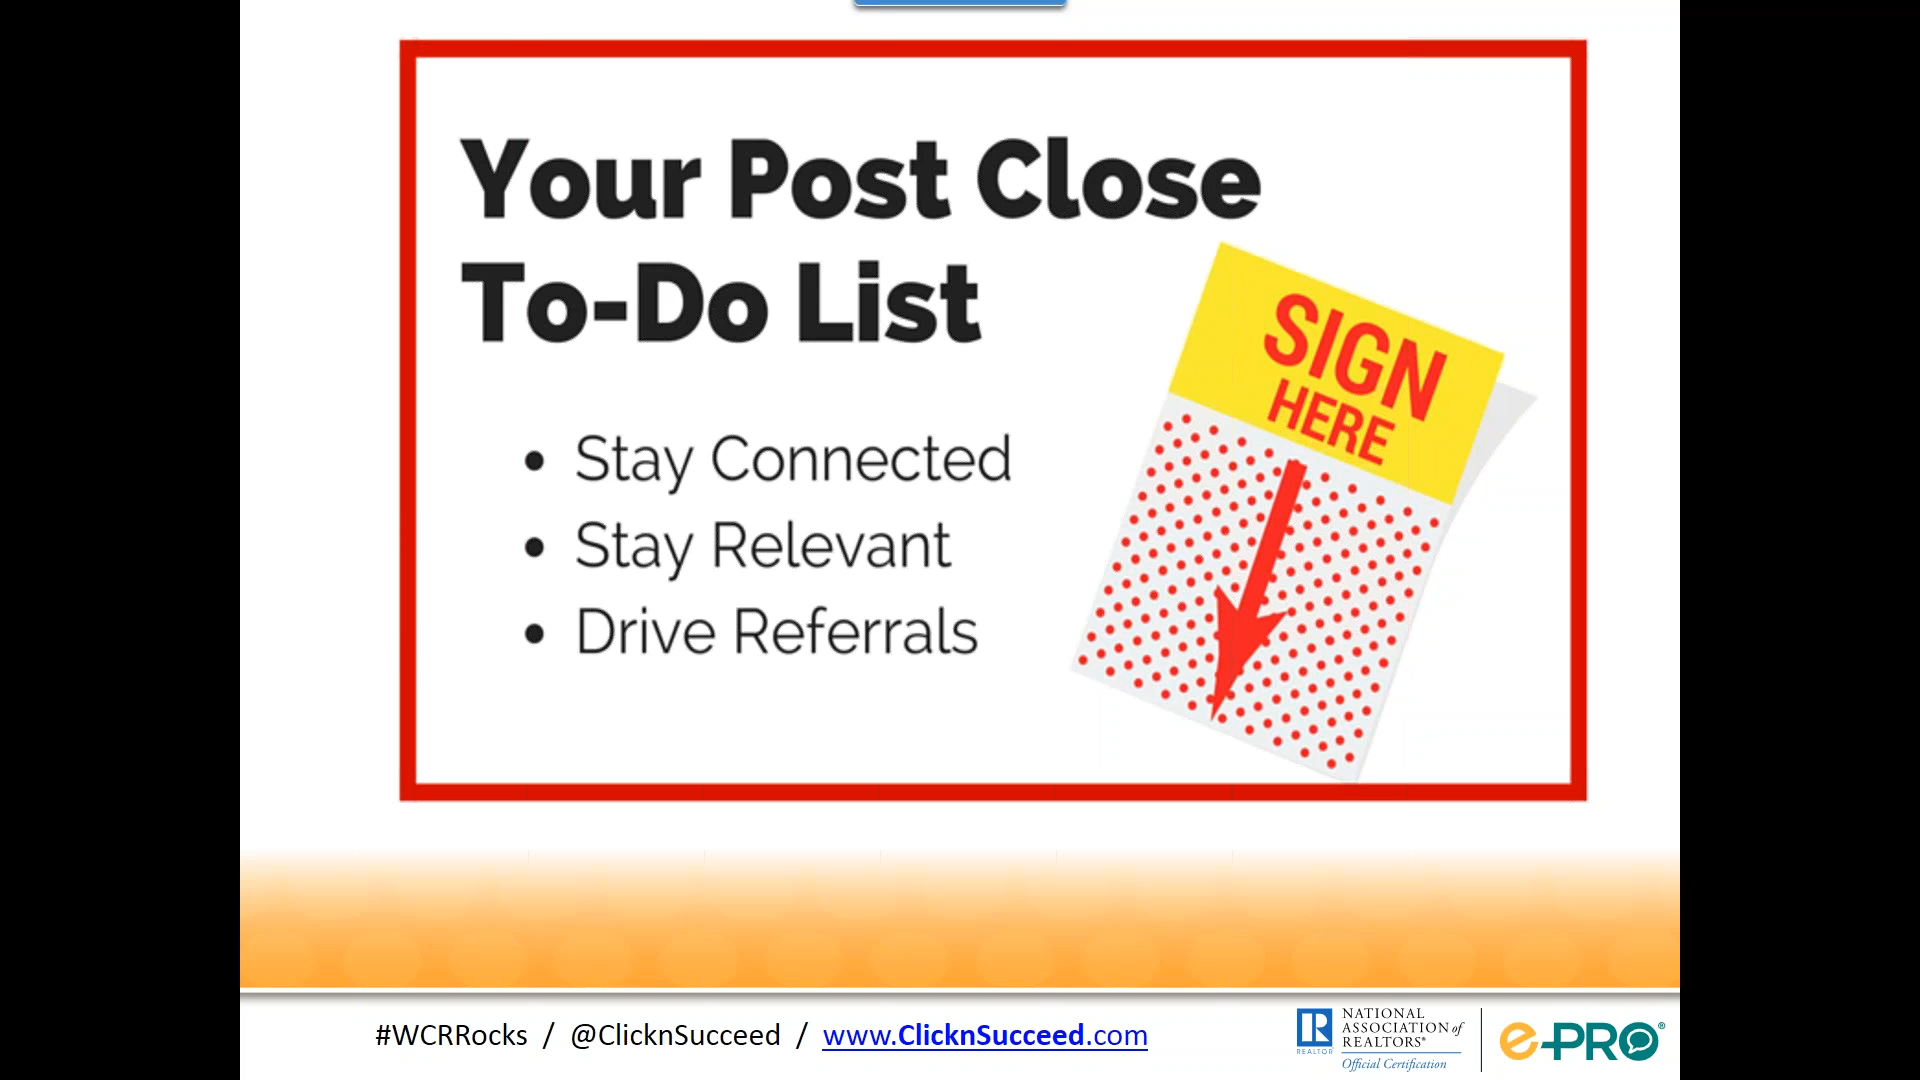 Your Post Close
To-Do List
SIGN
HERE
• Stay Connected
• Stay Relevant
• Drive Referrals
#WCRRocks / @ClicknSucceed / www.ClicknSucceed.com
REALTOR®
NATIONAL
ASSOCIATION of
REALTORS®
Official Certification
e-PRO®